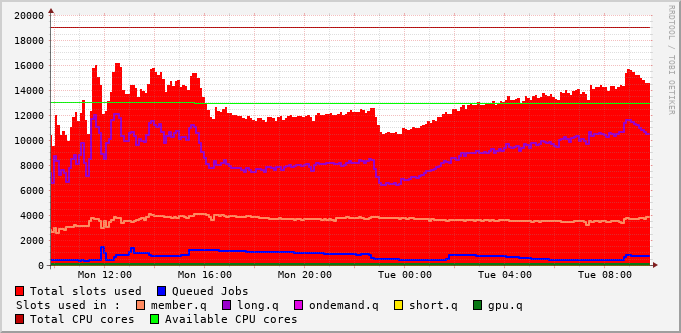 20000
18000
16000
14000
12000
10000
8000
6000
4000
2000
0
Mon 12:00 Mon 16:00 Mon 20:00 Tue 00:00 Tue 04:00 Tue 08:00
RRDTOOL / TOBI OETIKER
Total slots used Queued Jobs
Slots used in : member.q long.q ondemand.q short.q gpu.q
Total CPU cores Available CPU cores